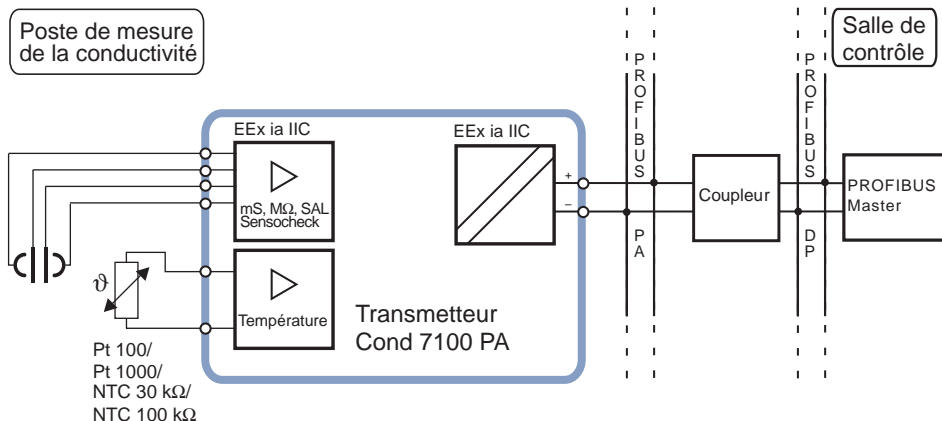 Poste de mesure
de la conductivité
Salle de
contrôle
EEx ia IIC
EEx ia IIC
mS, MΩ, SAL
Sensocheck
Température
Transmetteur
Cond 7100 PA
+
–
PROFIBUS PA
Coupleur
PROFIBUS DP
PROFIBUS
Master
ϑ
Pt 100/
Pt 1000/
NTC 30 kΩ/
NTC 100 kΩ